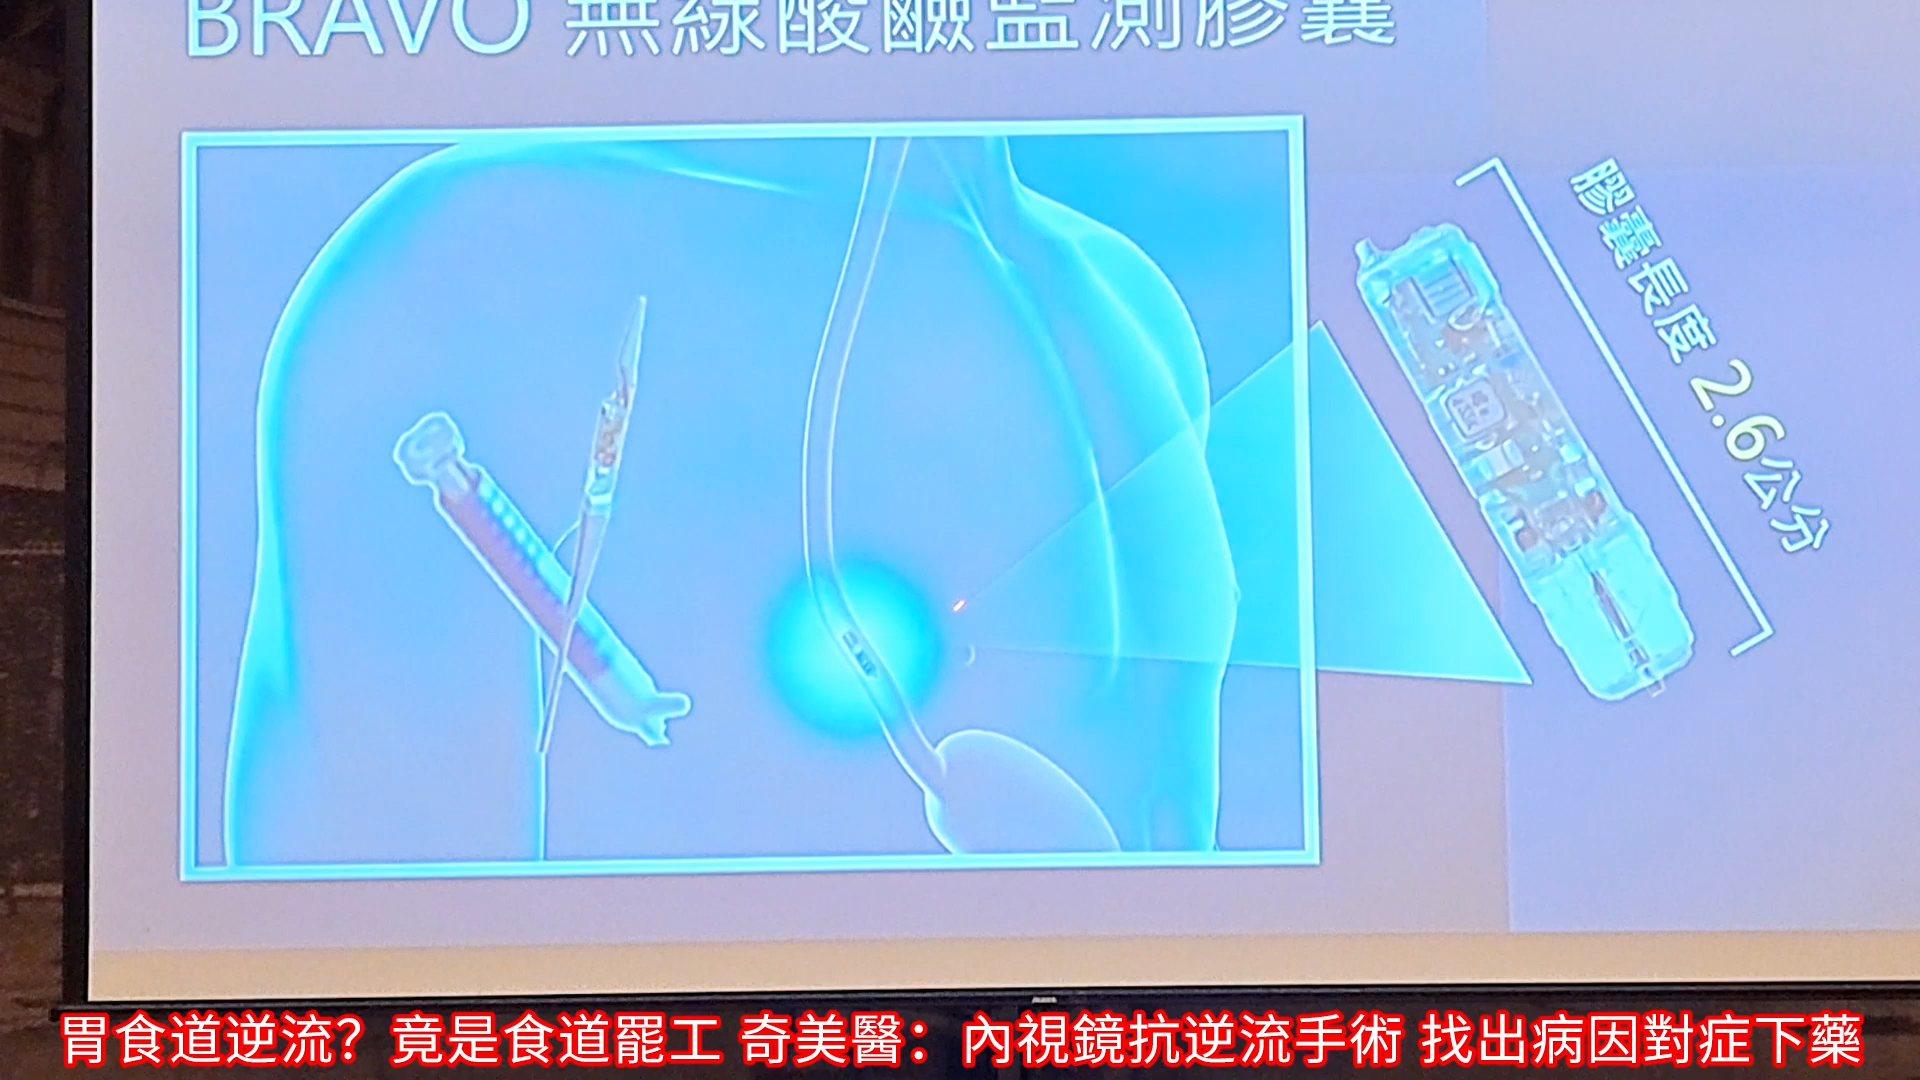 BRAVO 無線酸鹼監測膠囊
膠囊長度 2.6公分
胃食道逆流？竟是食道罷工 奇美醫：內視鏡抗逆流手術 找出病因對症下藥